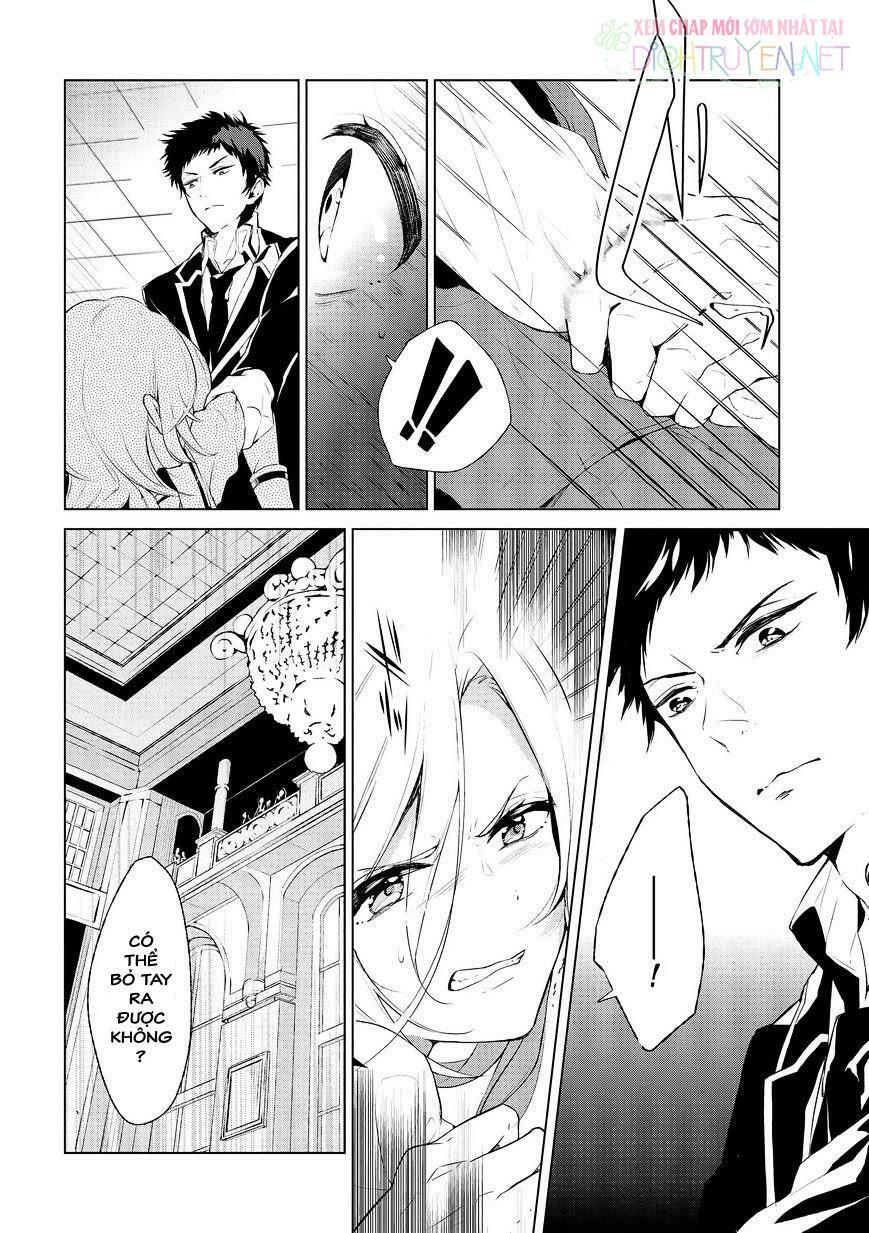 XEM CHAP MỚI SỚM NHẤT TẠI
DICHTRUYEN.NET
!!
—!
CÓ
THỂ
BỎ TAY
RA
ĐƯỢC
KHÔNG
?